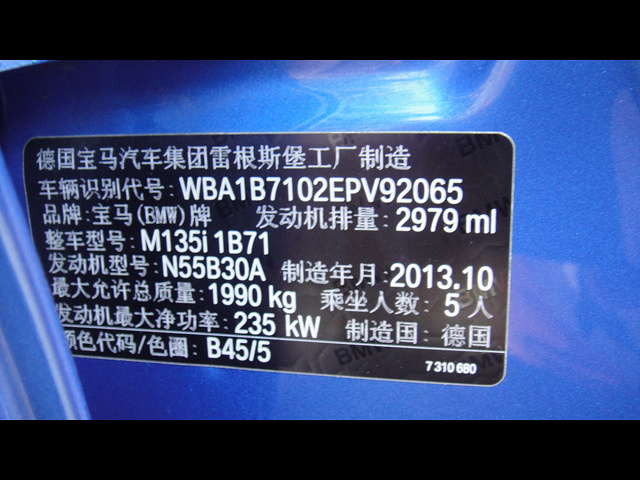 德国宝马汽车集团雷根斯堡工厂制造
车辆识别代号: WBA1B7102EPV92065
品牌: 宝马(BMW)牌 发动机排量: 2979 ml
整车型号: M135i 1B71
发动机型号: N55B30A 制造年月: 2013.10
最大允许总质量: 1990 kg 乘坐人数: 5人
发动机最大净功率: 235 kW 制造国: 德国
颜色代码/色图: B45/5
7 310 680